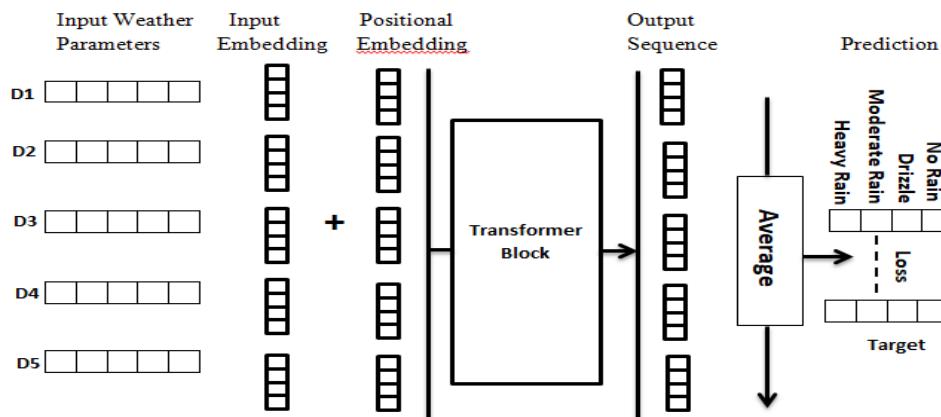 Input Weather
Parameters
Input
Embedding
Positional
Embedding
Output
Sequence
Prediction
D1
D2
D3
D4
D5
+
Transformer
Block
Average
Heavy Rain
Moderate Rain
Drizzle
No Rain
Loss
Target